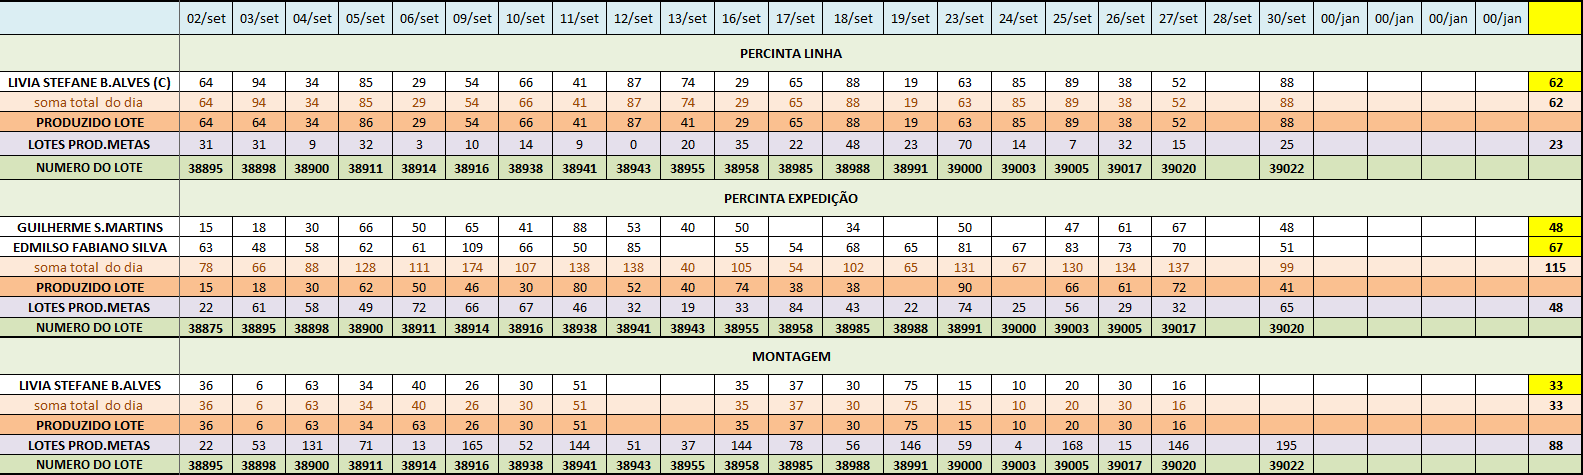 02/set 03/set 04/set 05/set 06/set 09/set 10/set 11/set 12/set 13/set 16/set 17/set 18/set 19/set 23/set 24/set 25/set 26/set 27/set 28/set 30/set 00/jan 00/jan 00/jan 00/jan
PERCINTA LINHA
LIVIA STEFANE B.ALVES (C) 64 94 34 85 29 54 66 41 87 74 29 65 88 19 63 85 89 38 52 88 62
soma total do dia 64 94 34 85 29 54 66 41 87 74 29 65 88 19 63 85 89 38 52 88 62
PRODUZIDO LOTE 64 64 34 86 29 54 66 41 87 41 29 65 88 19 63 85 89 38 52 88
LOTES PROD.METAS 31 31 9 32 3 10 14 9 0 20 35 22 48 23 70 14 7 32 15 25 23
NUMERO DO LOTE 38895 38898 38900 38911 38914 38916 38938 38941 38943 38955 38958 38985 38988 38991 39000 39003 39005 39017 39020 39022
PERCINTA EXPEDIÇÃO
GUILHERME S.MARTINS 15 18 30 66 50 65 41 88 53 40 50 34 50 47 61 67 48 48
EDMILSO FABIANO SILVA 63 48 58 62 61 109 66 50 85 55 54 68 65 81 67 83 73 70 51 67
soma total do dia 78 66 88 128 111 174 107 138 138 40 105 54 102 65 131 67 130 134 137 99 115
PRODUZIDO LOTE 15 18 30 62 50 46 30 80 52 40 74 38 38 90 66 61 72 41
LOTES PROD.METAS 22 61 58 49 72 66 67 46 32 19 33 84 43 22 74 25 56 29 32 65 48
NUMERO DO LOTE 38875 38895 38898 38900 38911 38914 38916 38938 38941 38943 38955 38958 38985 38988 38991 39000 39003 39005 39017 39020
MONTAGEM
LIVIA STEFANE B.ALVES 36 6 63 34 40 26 30 51 35 37 30 75 15 10 20 30 16 33
soma total do dia 36 6 63 34 40 26 30 51 35 37 30 75 15 10 20 30 16 33
PRODUZIDO LOTE 36 6 63 34 63 26 30 51 35 37 30 75 15 10 20 30 16
LOTES PROD.METAS 22 53 131 71 13 165 52 144 51 37 144 78 56 146 59 4 168 15 146 195 88
NUMERO DO LOTE 38895 38898 38900 38911 38914 38916 38938 38941 38943 38955 38958 38985 38988 38991 39000 39003 39005 39017 39020 39022